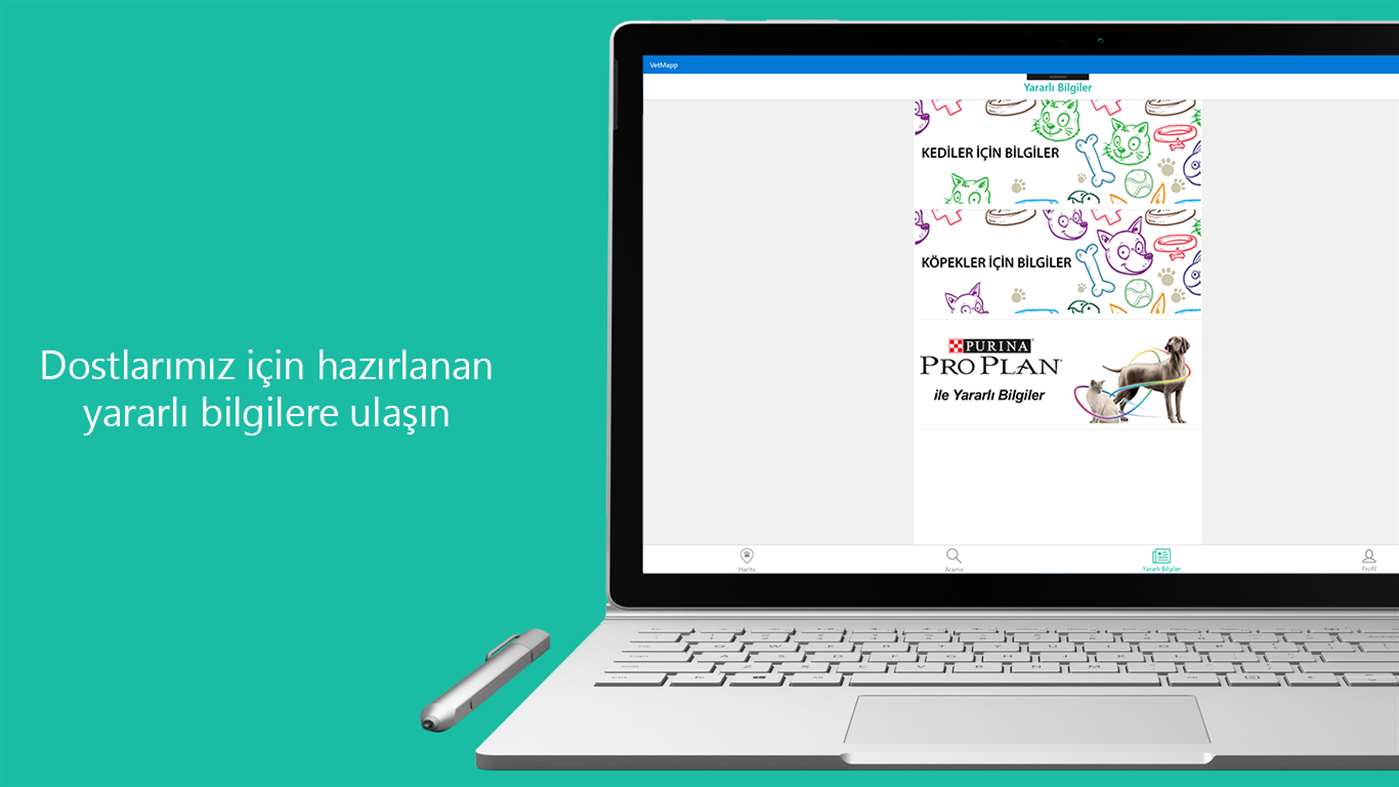 Dostlarımız için hazırlanan
yararlı bilgilere ulaşın
VetMapp
Yararlı Bilgiler
KEDİLER İÇİN BİLGİLER
KÖPEKLER İÇİN BİLGİLER
PURINA
PRO PLAN
ile Yararlı Bilgiler
Harita
Arama
Yararlı Bilgiler
Profil